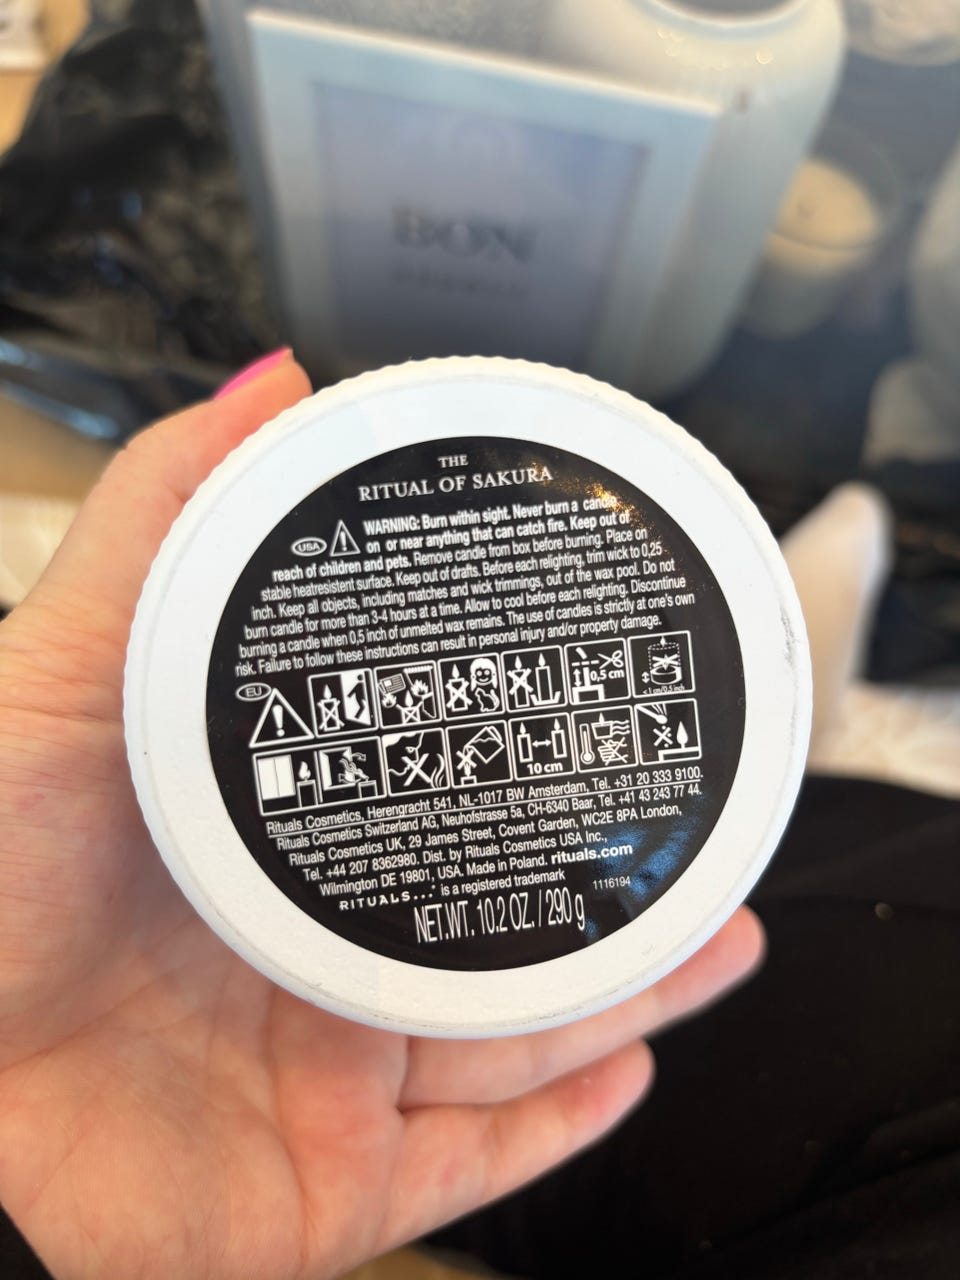 BON
THE
RITUAL OF SAKURA
USA WARNING: Burn within sight. Never burn a candle
on or near anything that can catch fire. Keep out of
reach of children and pets. Remove candle from box before burning. Place on
stable heatresistent surface. Keep out of drafts. Before each relighting, trim wick to 0,25
inch. Keep all objects, including matches and wick trimmings, out of the wax pool. Do not
burn candle for more than 3-4 hours at a time. Allow to cool before each relighting. Discontinue
burning a candle when 0,5 inch of unmelted wax remains. The use of candles is strictly at one's own
risk. Failure to follow these instructions can result in personal injury and/or property damage.
EU
0,5 cm
< 1 cm/0.5 inch
10 cm
Rituals Cosmetics, Herengracht 541, NL-1017 BW Amsterdam, Tel. +31 20 333 9100.
Rituals Cosmetics Switzerland AG, Neuhofstrasse 5a, CH-6340 Baar, Tel. +41 43 243 77 44.
Rituals Cosmetics UK, 29 James Street, Covent Garden, WC2E 8PA London,
Tel. +44 207 8362980. Dist. by Rituals Cosmetics USA Inc.,
Wilmington DE 19801, USA. Made in Poland. rituals.com
RITUALS...® is a registered trademark 1116194
NET.WT. 10.2 OZ. / 290 g